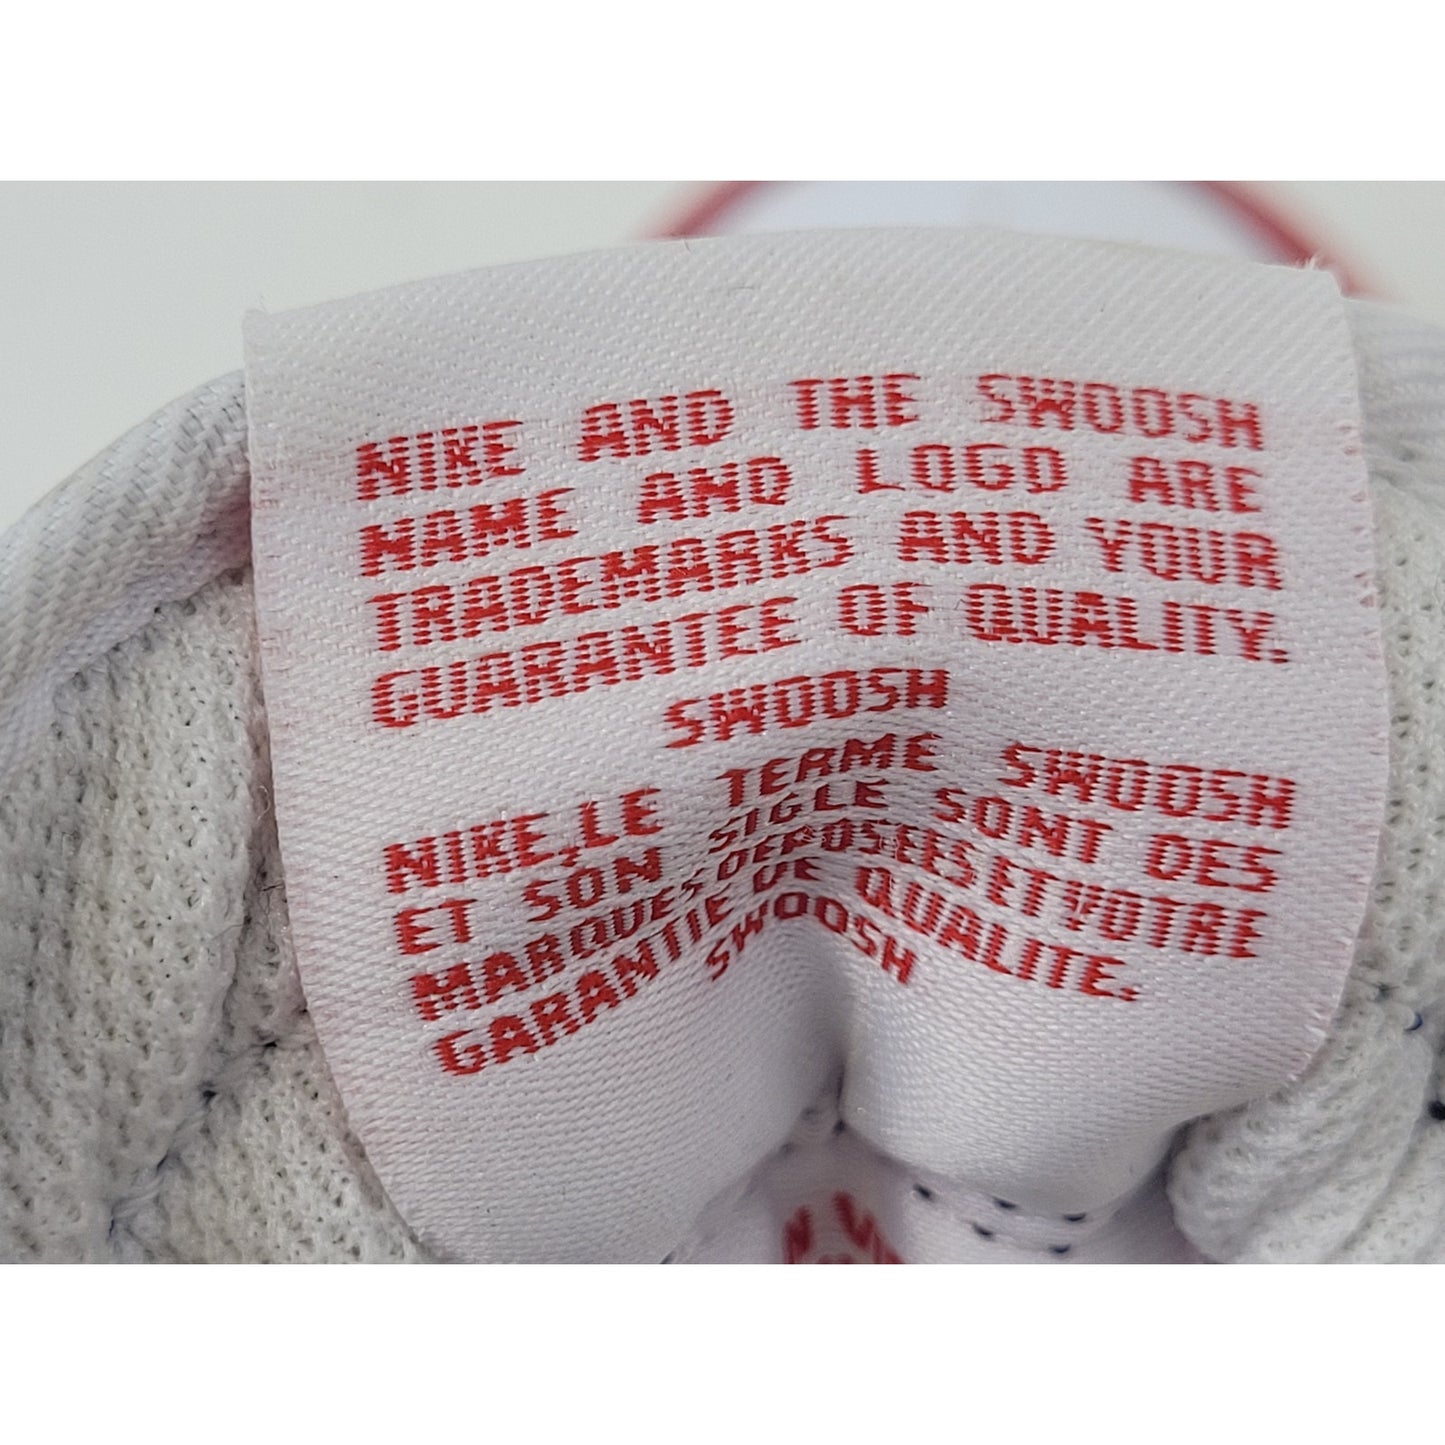 NIKE AND THE SWOOSH
NAME AND LOGO ARE
TRADEMARKS AND YOUR
GUARANTEE OF QUALITY.
SWOOSH
NIKE,LE TERME SWOOSH
ET SON SIGLE SONT DES
MARQUES DEPOSEES ET VOTRE
GARANTIE DE QUALITE.
SWOOSH